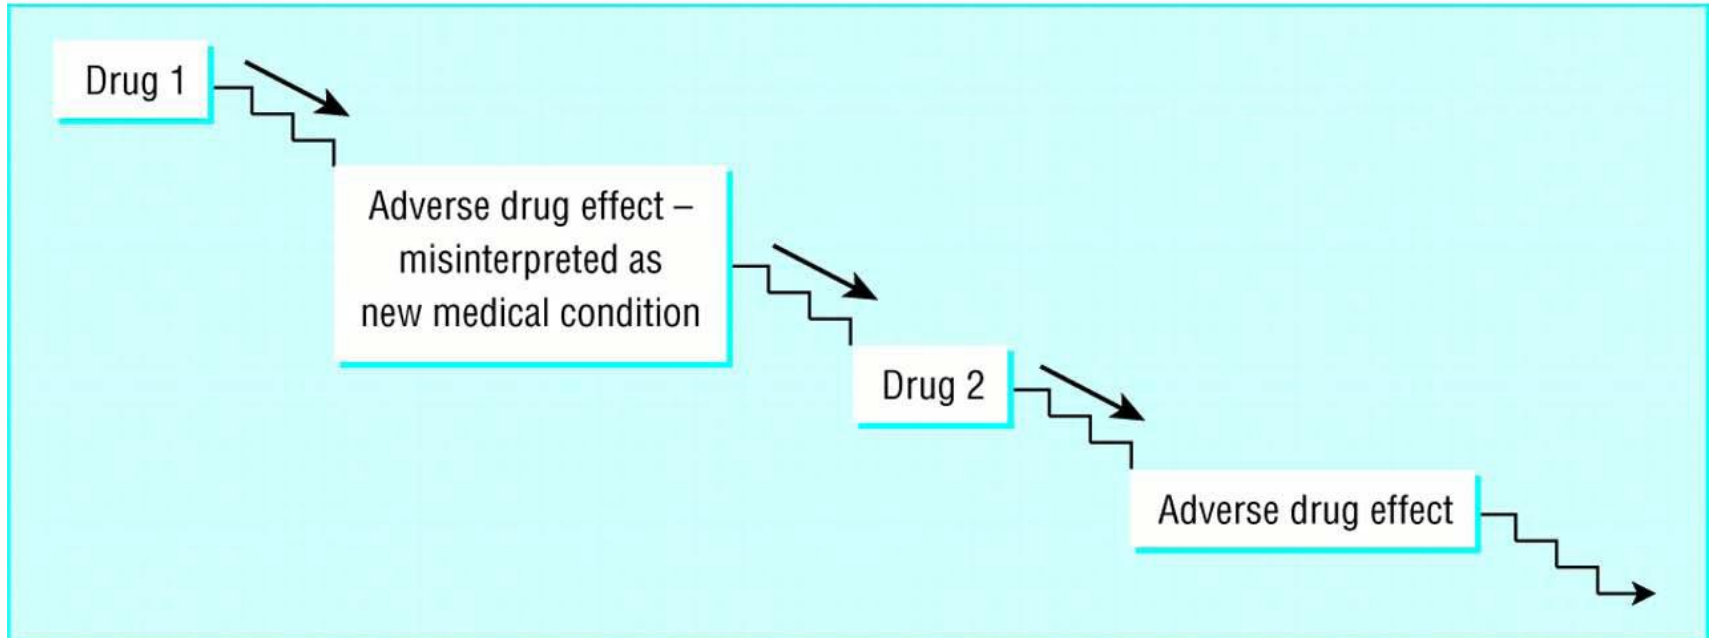 Drug 1
Adverse drug effect –
misinterpreted as
new medical condition
Drug 2
Adverse drug effect